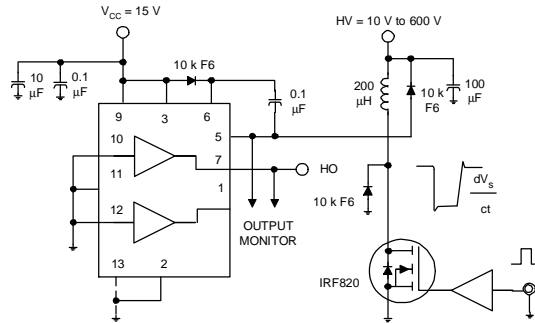 VCC = 15 V
HV = 10 V to 600 V
10 k F6
10
μF
0.1
μF
0.1
μF
200
μH
10 k
F6
100
μF
9
3
6
5
7
1
10
11
12
13
2
HO
OUTPUT
MONITOR
10 k F6
dVs
ct
IRF820